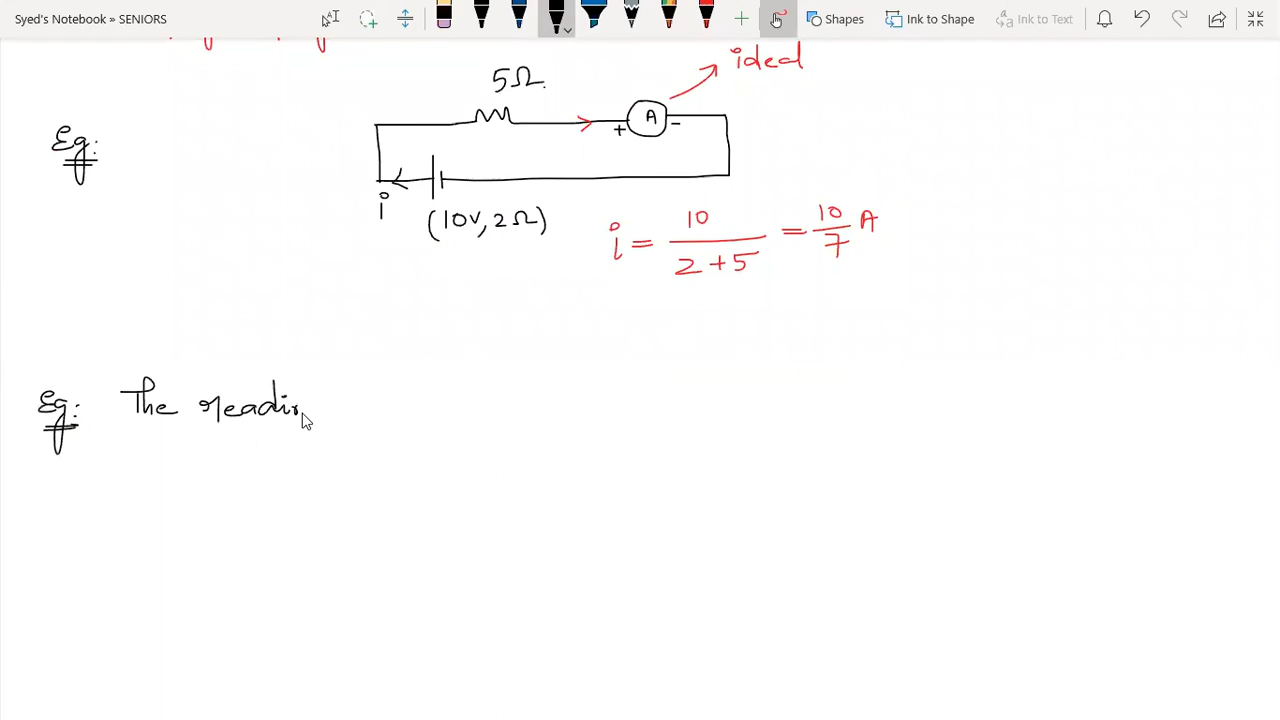 Syed's Notebook » SENIORS
Shapes
Ink to Shape
Ink to Text
ideal
5Ω
Eg:
A
+ -
i
(10V, 2Ω)
i = 10 / 2+5 = 10 / 7 A
Eg: The readin